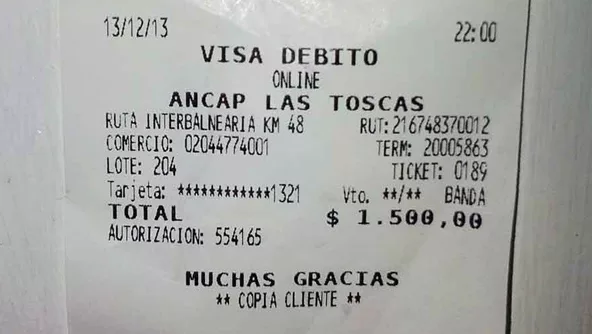 13/12/13 22:00
VISA DEBITO
ONLINE
ANCAP LAS TOSCAS
RUTA INTERBALNEARIA KM 48 RUT:216748370012
COMERCIO: 02044774001 TERM: 20005863
LOTE: 204 TICKET: 0189
Tarjeta: ************1321 Vto. **/** BANDA
TOTAL $ 1.500,00
AUTORIZACION: 554165
MUCHAS GRACIAS
** COPIA CLIENTE **